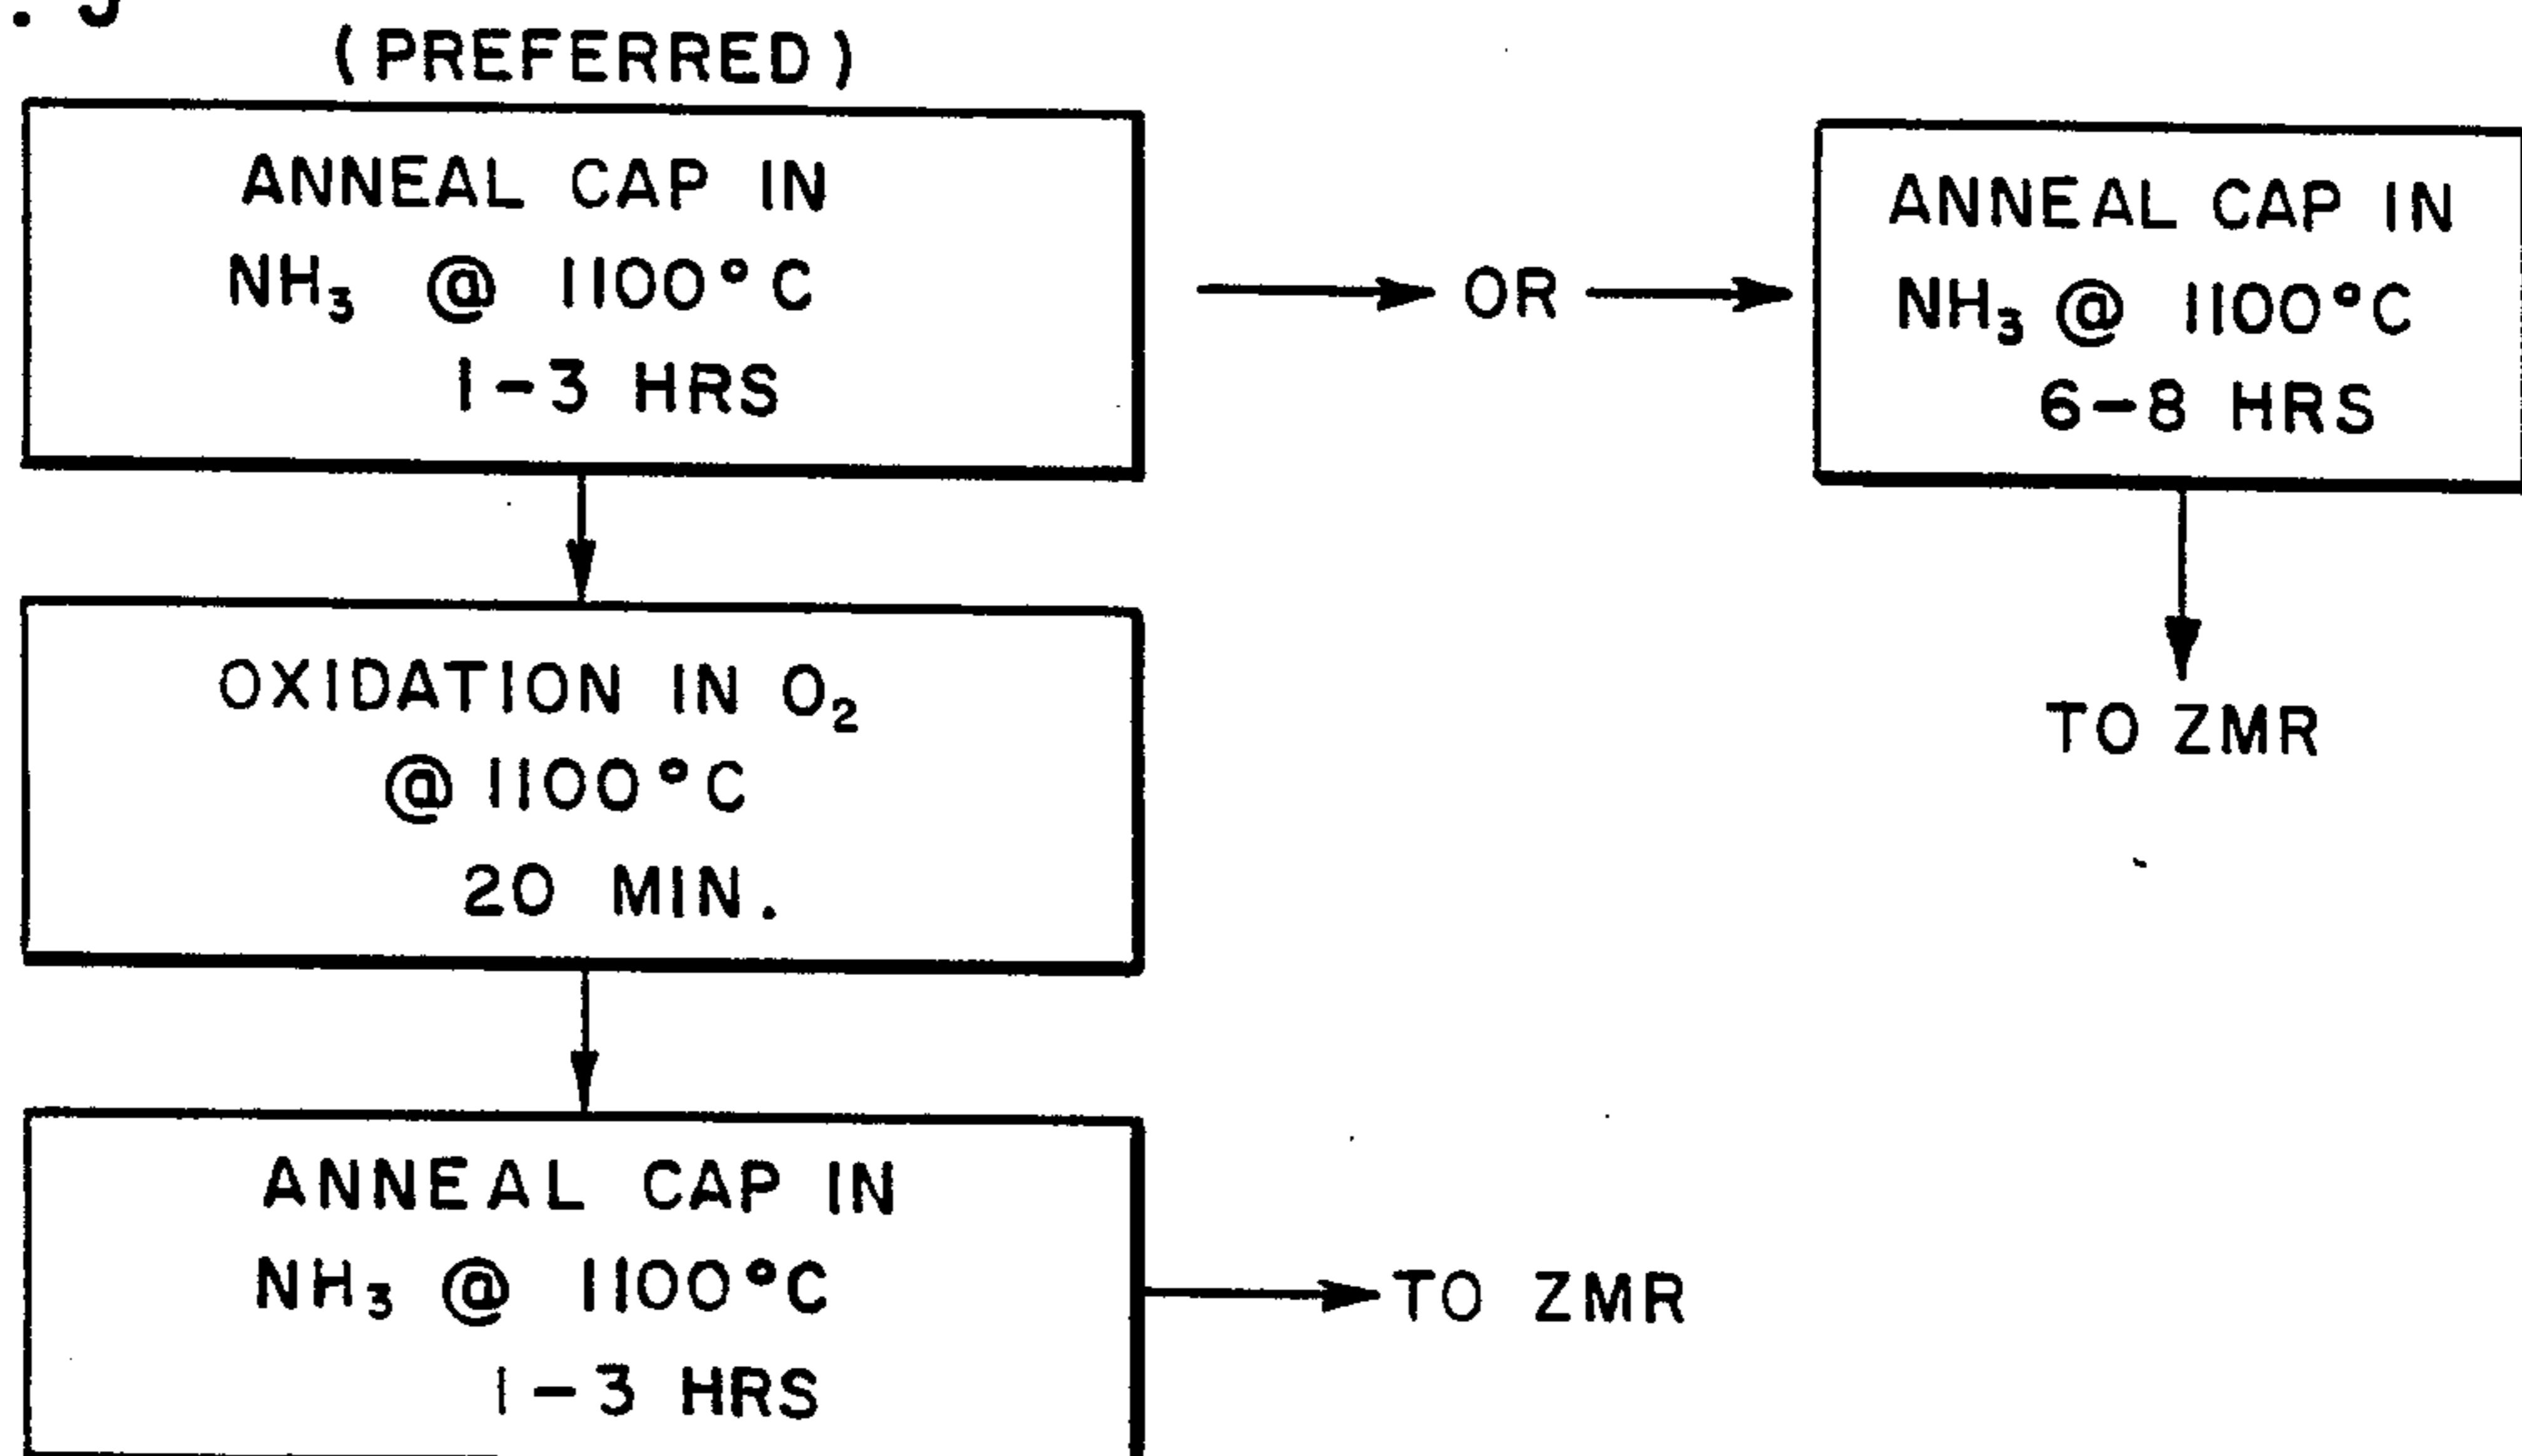 (PREFERRED)
ANNEAL CAP IN
NH₃ @ 1100°C
1-3 HRS
OR
ANNEAL CAP IN
NH₃ @ 1100°C
6-8 HRS
TO ZMR
OXIDATION IN O₂
@ 1100°C
20 MIN.
ANNEAL CAP IN
NH₃ @ 1100°C
1-3 HRS
TO ZMR